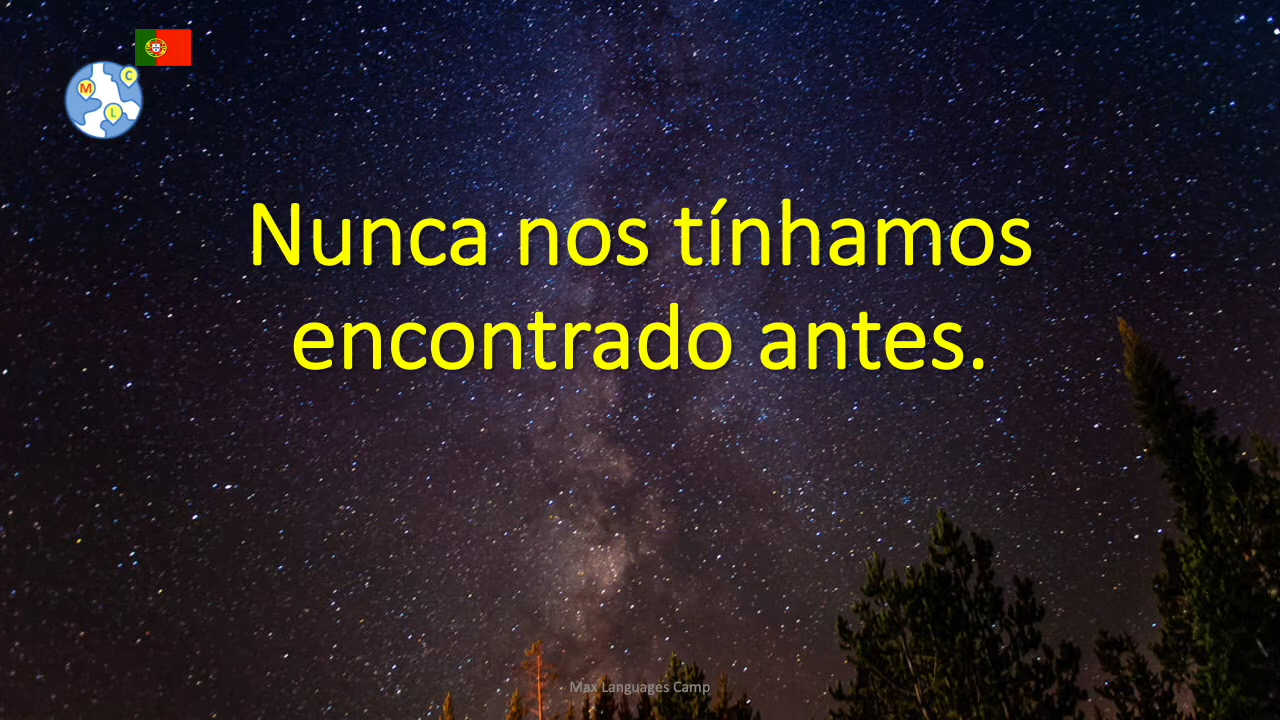 C
M
L
Nunca nos tínhamos
encontrado antes.
Max Languages Camp